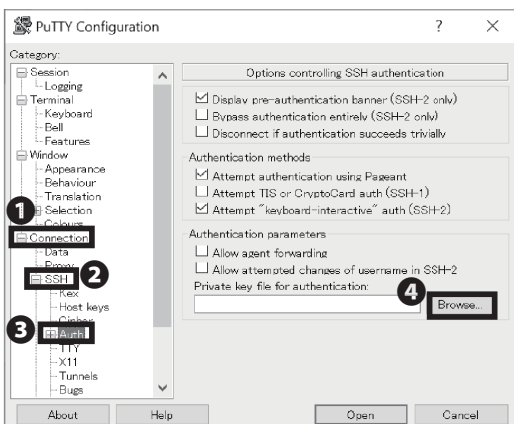 PuTTY Configuration ? ×
Category:
Session
Logging
Terminal
Keyboard
Bell
Features
Window
Appearance
Behaviour
Translation
Selection
Colours
Connection
Data
Proxy
SSH
Kex
Host keys
Cipher
Auth
TTY
X11
Tunnels
Bugs
1
2
3
Options controlling SSH authentication
Display pre-authentication banner (SSH-2 only)
Bypass authentication entirely (SSH-2 only)
Disconnect if authentication succeeds trivially
Authentication methods
Attempt authentication using Pageant
Attempt TIS or CryptoCard auth (SSH-1)
Attempt "keyboard-interactive" auth (SSH-2)
Authentication parameters
Allow agent forwarding
Allow attempted changes of username in SSH-2
Private key file for authentication:
4
Browse...
About Help Open Cancel